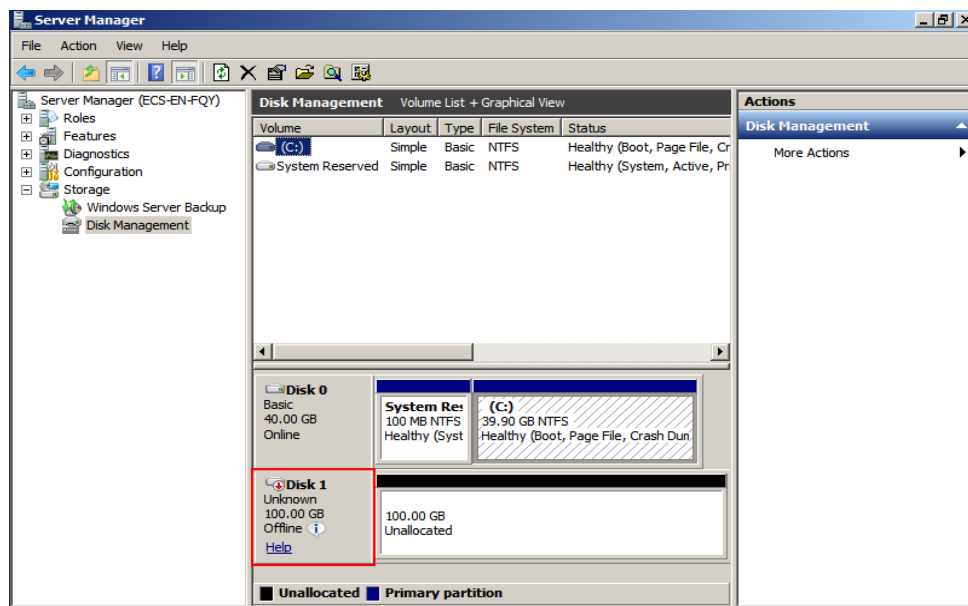 Server Manager
File Action View Help
Server Manager (ECS-EN-FQY)
Roles
Features
Diagnostics
Configuration
Storage
Windows Server Backup
Disk Management
Disk Management Volume List + Graphical View
Volume Layout Type File System Status
(C:) Simple Basic NTFS Healthy (Boot, Page File, Cr
System Reserved Simple Basic NTFS Healthy (System, Active, Pr
Disk 0
Basic
40.00 GB
Online
System Res
100 MB NTFS
Healthy (Syst
(C:)
39.90 GB NTFS
Healthy (Boot, Page File, Crash Dun
Disk 1
Unknown
100.00 GB
Offline
Help
100.00 GB
Unallocated
Unallocated Primary partition
Actions
Disk Management
More Actions